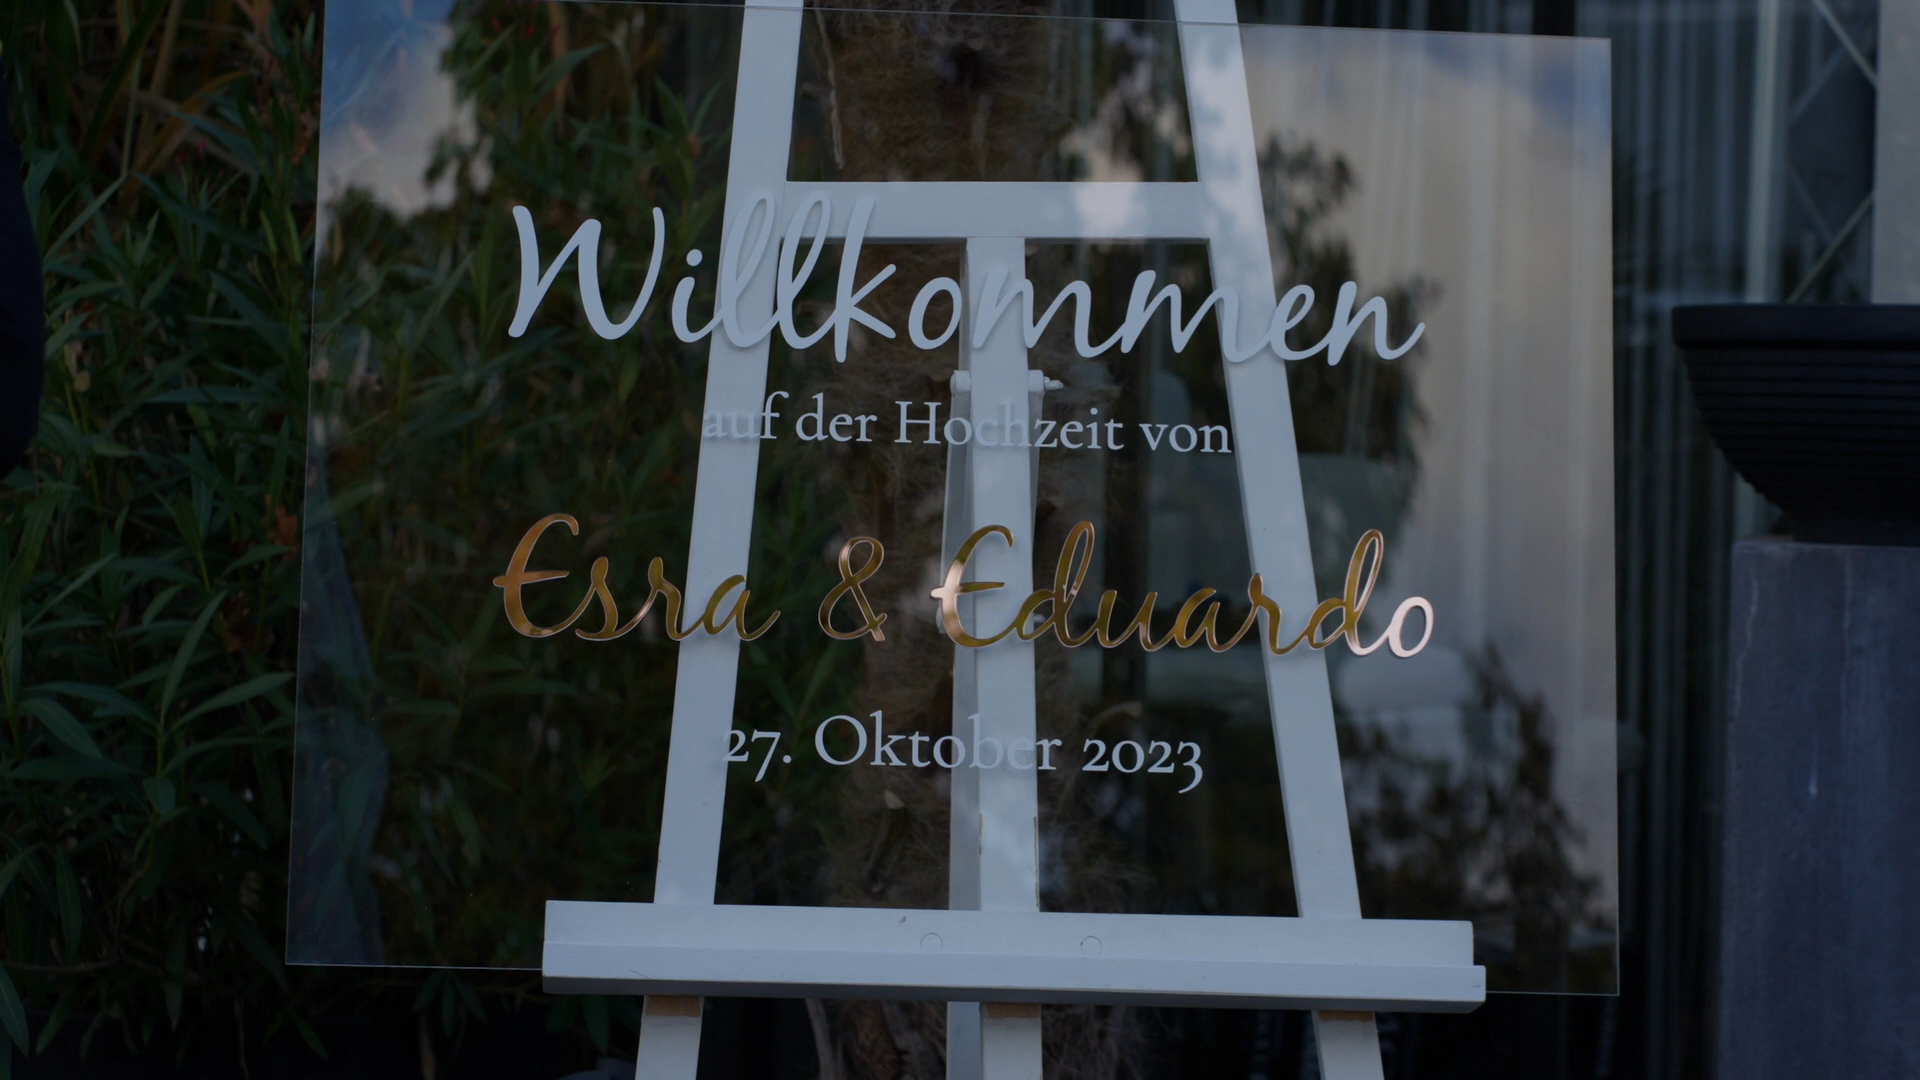 Willkommen
auf der Hochzeit von
Esra & Eduardo
27. Oktober 2023